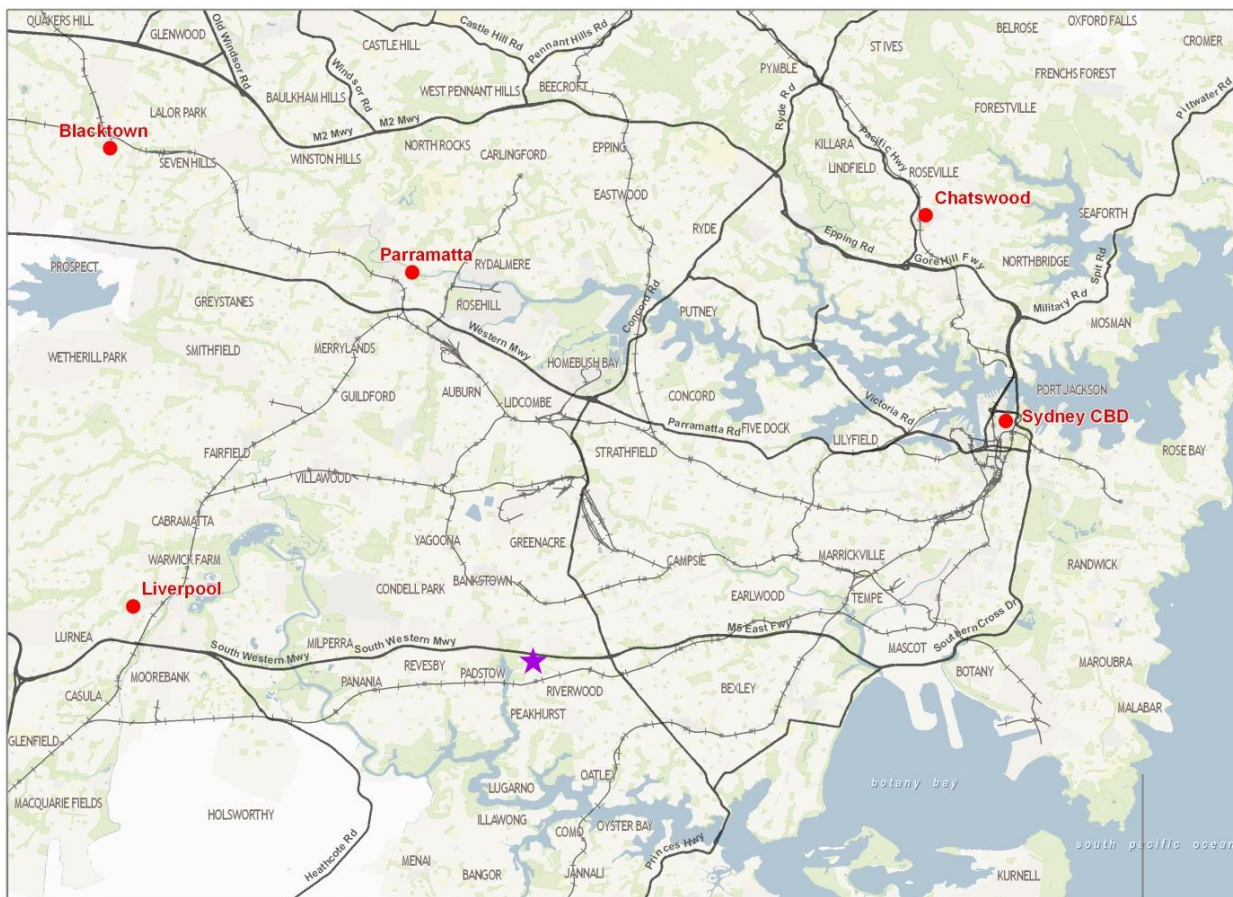 QUAKERS HILL
GLENWOOD
Old Windsor Rd
CASTLE HILL
Castle Hill Rd
Pennant Hills Rd
ST IVES
BELROSE
OXFORD FALLS
CROMER
PYMBLE
FRENCHS FOREST
Windsor Rd
BAULKHAM HILLS
WEST PENNANT HILLS
BEECROFT
Ryde Rd
FORESTVILLE
Pittwater Rd
LALOR PARK
Blacktown
M2 Mwy
M2 Mwy
NORTH ROCKS
EPPING
Pacific Hwy
KILLARA
LINDFIELD
ROSEVILLE
SEVEN HILLS
WINSTON HILLS
CARLINGFORD
EASTWOOD
Chatswood
SEAFORTH
RYDE
Epping Rd
GoreHill Fwy
NORTHBRIDGE
Spit Rd
Parramatta
RYDALMERE
PROSPECT
GREYSTANES
ROSEHILL
Concord Rd
PUTNEY
Military Rd
MOSMAN
Western Mwy
WETHERILL PARK
SMITHFIELD
MERRYLANDS
HOMEBUSH BAY
GUILDFORD
AUBURN
LIDCOMBE
CONCORD
PORT JACKSON
Victoria Rd
Sydney CBD
Parramatta Rd
FIVE DOCK
LILYFIELD
ROSE BAY
FAIRFIELD
STRATHFIELD
VILLAWOOD
CABRAMATTA
YAGOONA
GREENACRE
WARWICK FARM
CAMPSIE
MARRICKVILLE
RANDWICK
Liverpool
CONDELL PARK
BANKSTOWN
EARLWOOD
TEMPE
LURNEA
South Western Mwy
MILPERRA
South Western Mwy
M5 East Fwy
MASCOT
Southern Cross Dr
MAROUBRA
CASULA
MOOREBANK
PANANIA
REVESBY
PADSTOW
RIVERWOOD
BEXLEY
BOTANY
MALABAR
PEAKHURST
GLENFIELD
LUGARNO
OATLEY
botany bay
MACQUARIE FIELDS
HOLSWORTHY
ILLAWONG
COMO
OYSTER BAY
Heathcote Rd
MENAI
BANGOR
JANNALI
Princes Hwy
south pacific ocean
KURNELL